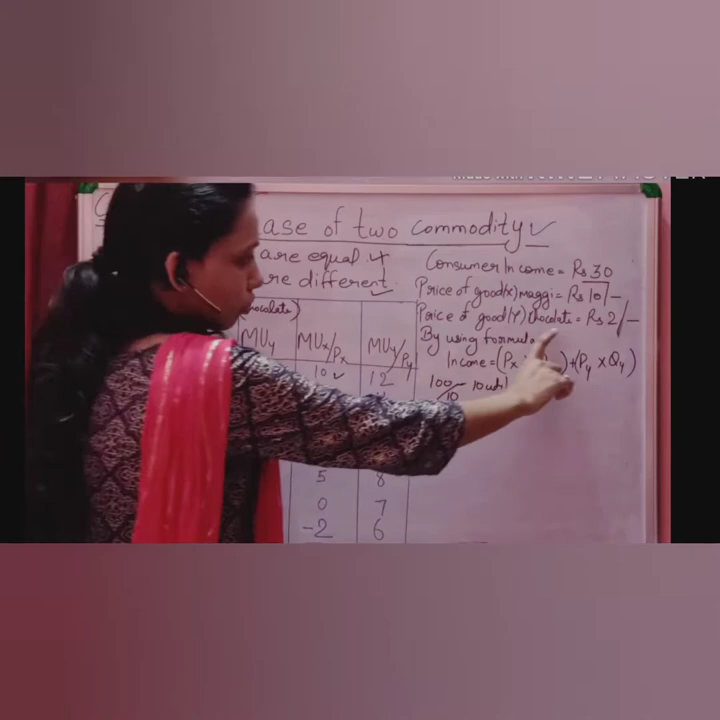 ase of two commodity ✓
are equal.
re different
Consumer Income = Rs 30
Price of good(X) maggi = Rs 10/-
Price of good(Y) chocolate = Rs 2/-
By using formula
Income = (Px ) + (Py x Qy)
100/10
(chocolate)
MUy MUx/Px MUy/Py
10 ✓ 12
5 8
0 7
-2 6